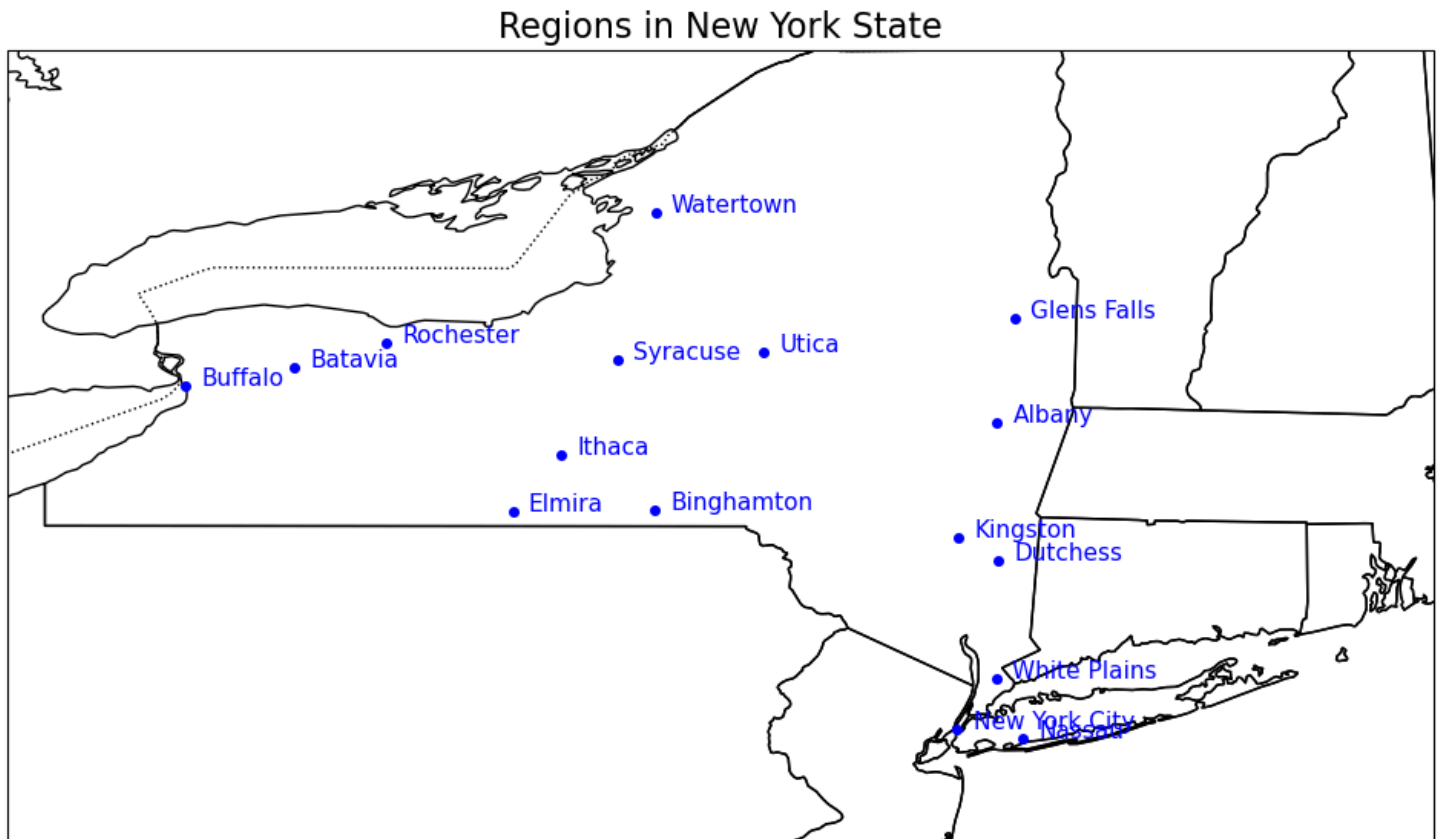 Regions in New York State
Watertown
Glens Falls
Rochester
Utica
Syracuse
Batavia
Buffalo
Albany
Ithaca
Binghamton
Elmira
Kingston
Dutchess
White Plains
New York City
Nassau